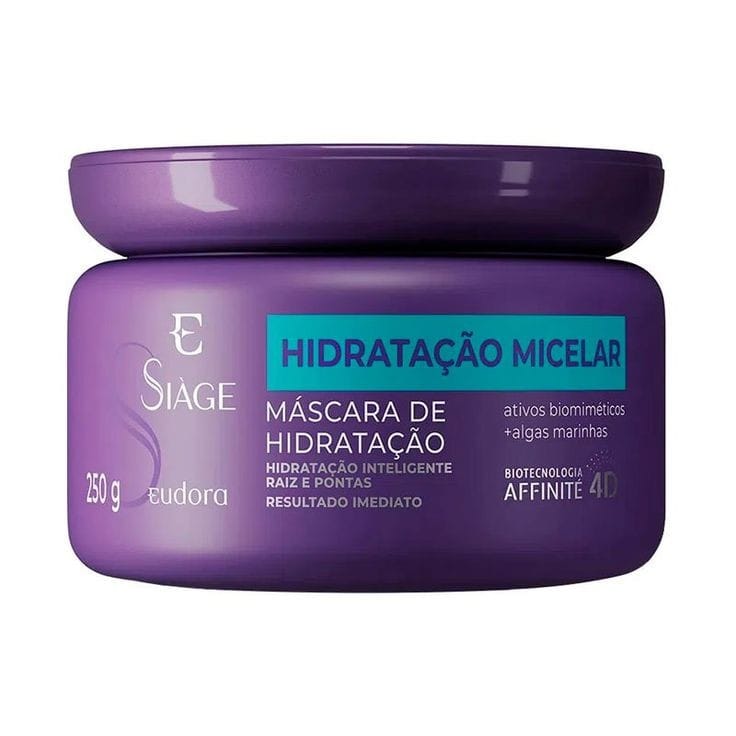 E
SIÀGE
250 g
eudora
HIDRATAÇÃO MICELAR
MÁSCARA DE
HIDRATAÇÃO
HIDRATAÇÃO INTELIGENTE
RAIZ E PONTAS
RESULTADO IMEDIATO
ativos biomiméticos
+algas marinhas
BIOTECNOLOGIA
AFFINITÉ 4D